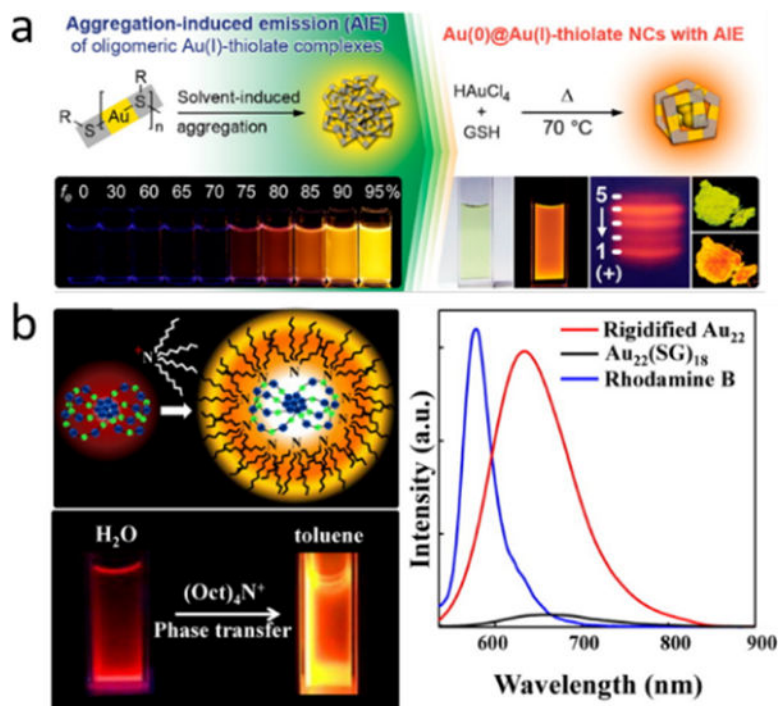 a
Aggregation-induced emission (AIE)
of oligomeric Au(I)-thiolate complexes
R
S
Au
S
R
n
Solvent-induced
aggregation
fe 0 30 60 65 70 75 80 85 90 95%
Au(0)@Au(I)-thiolate NCs with AIE
HAuCl4
+
GSH
Δ
70 °C
5
1
(+)
b
+
N
N
N
N
N
N
N
N
N
H2O
toluene
(Oct)4N+
Phase transfer
Rigidified Au22
Au22(SG)18
Rhodamine B
Intensity (a.u.)
600 700 800 900
Wavelength (nm)